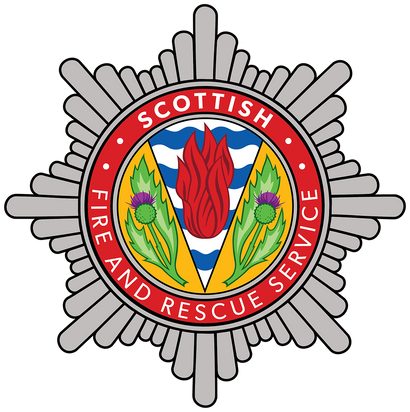 SCOTTISH
FIRE AND RESCUE SERVICE